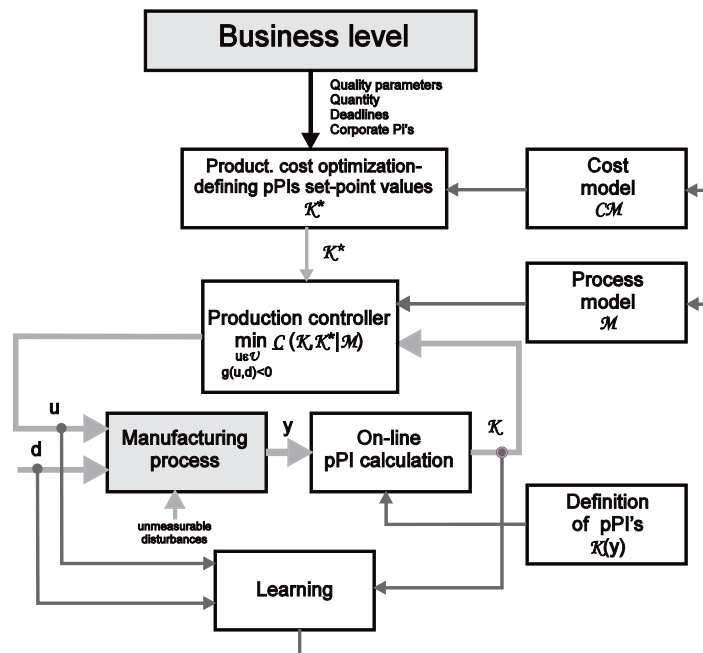 Business level
Quality parameters
Quantity
Deadlines
Corporate PI's
Product. cost optimization-
defining pPIs set-point values
𝒦*
Cost
model
𝒞ℳ
𝒦*
Process
model
ℳ
Production controller
min C (𝒦,𝒦*|ℳ)
uε𝒰
g(u,d)<0
u
d
Manufacturing
process
y
On-line
pPI calculation
𝒦
unmeasurable
disturbances
Definition
of pPI's
𝒦(y)
Learning